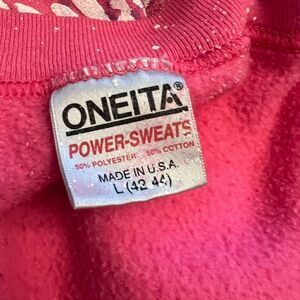 ONEITA®
POWER-SWEATS
50% POLYESTER 50% COTTON
MADE IN U.S.A.
L (42 44)